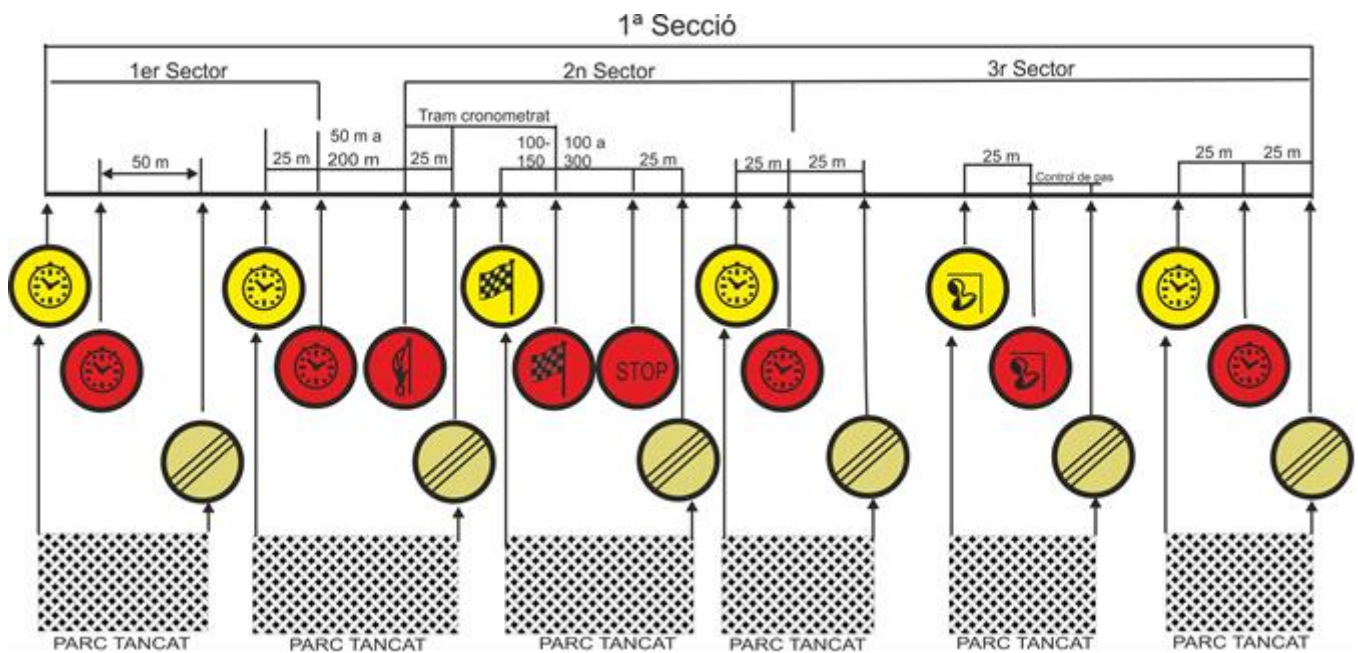 1ª Secció
1er Sector
2n Sector
3r Sector
Tram cronometrat
50 m
25 m
50 m a
200 m
25 m
100-
150
100 a
300
25 m
25 m
25 m
25 m
Control de pas
25 m
25 m
STOP
PARC TANCAT
PARC TANCAT
PARC TANCAT
PARC TANCAT
PARC TANCAT
PARC TANCAT